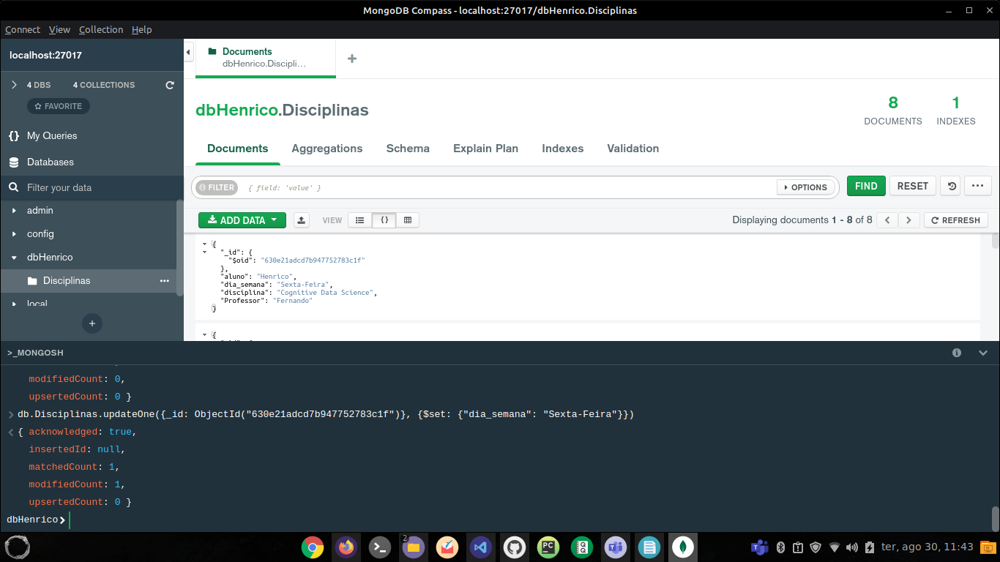 MongoDB Compass - localhost:27017/dbHenrico.Disciplinas
Connect View Collection Help
localhost:27017
4 DBS 4 COLLECTIONS
FAVORITE
My Queries
Databases
Filter your data
admin
config
dbHenrico
Disciplinas
local
Documents
dbHenrico.Discipli…
dbHenrico.Disciplinas
8
DOCUMENTS
1
INDEXES
Documents Aggregations Schema Explain Plan Indexes Validation
FILTER { field: 'value' } OPTIONS FIND RESET
ADD DATA VIEW {} Displaying documents 1 - 8 of 8 REFRESH
{
"_id": {
"$oid": "630e21adcd7b947752783c1f"
},
"aluno": "Henrico",
"dia_semana": "Sexta-Feira",
"disciplina": "Cognitive Data Science",
"Professor": "Fernando"
}
{
>_MONGOSH
modifiedCount: 0,
upsertedCount: 0 }
> db.Disciplinas.updateOne({_id: ObjectId("630e21adcd7b947752783c1f")}, {$set: {"dia_semana": "Sexta-Feira"}})
< { acknowledged: true,
insertedId: null,
matchedCount: 1,
modifiedCount: 1,
upsertedCount: 0 }
dbHenrico>
2
PC
ter, ago 30, 11:43